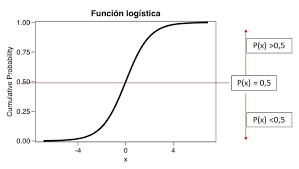 Función logística
Cumulative Probability
1.00
0.75
0.50
0.25
0.00
-4
0
4
x
P(x) >0,5
P(x) = 0,5
P(x) <0,5